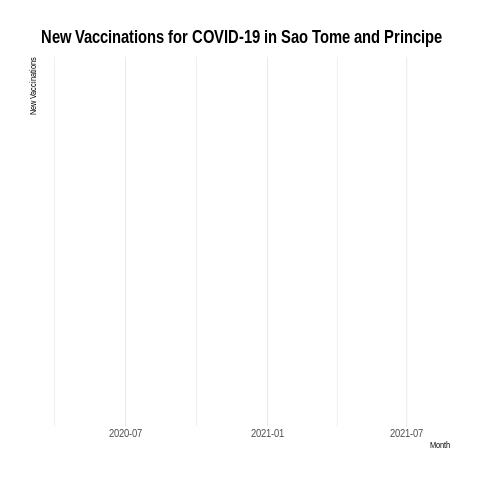 New Vaccinations for COVID-19 in Sao Tome and Principe
New Vaccinations
2020-07
2021-01
2021-07
Month